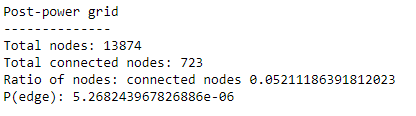 Post-power grid
--------------
Total nodes: 13874
Total connected nodes: 723
Ratio of nodes: connected nodes 0.05211186391812023
P(edge): 5.268243967826886e-06